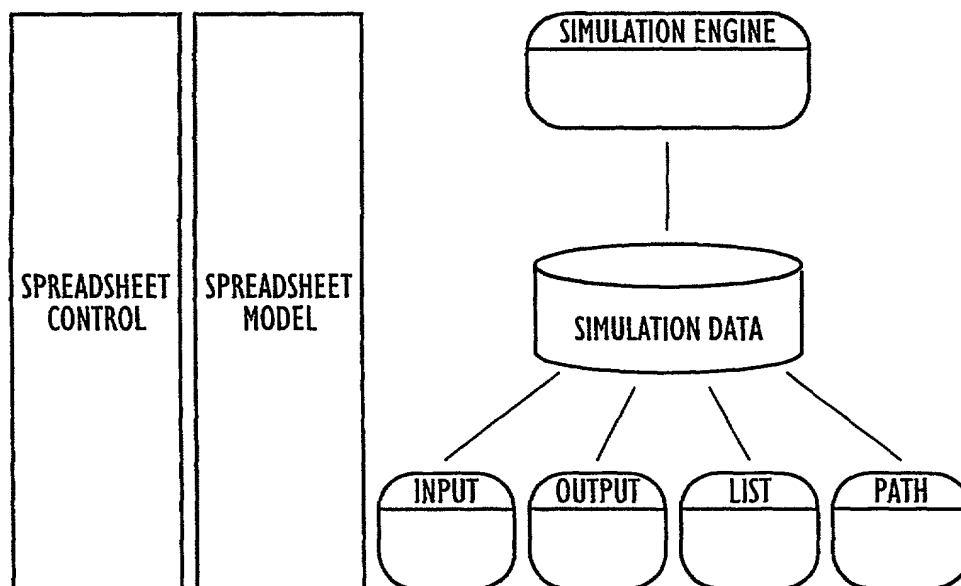 SIMULATION ENGINE
SPREADSHEET
CONTROL
SPREADSHEET
MODEL
SIMULATION DATA
INPUT
OUTPUT
LIST
PATH